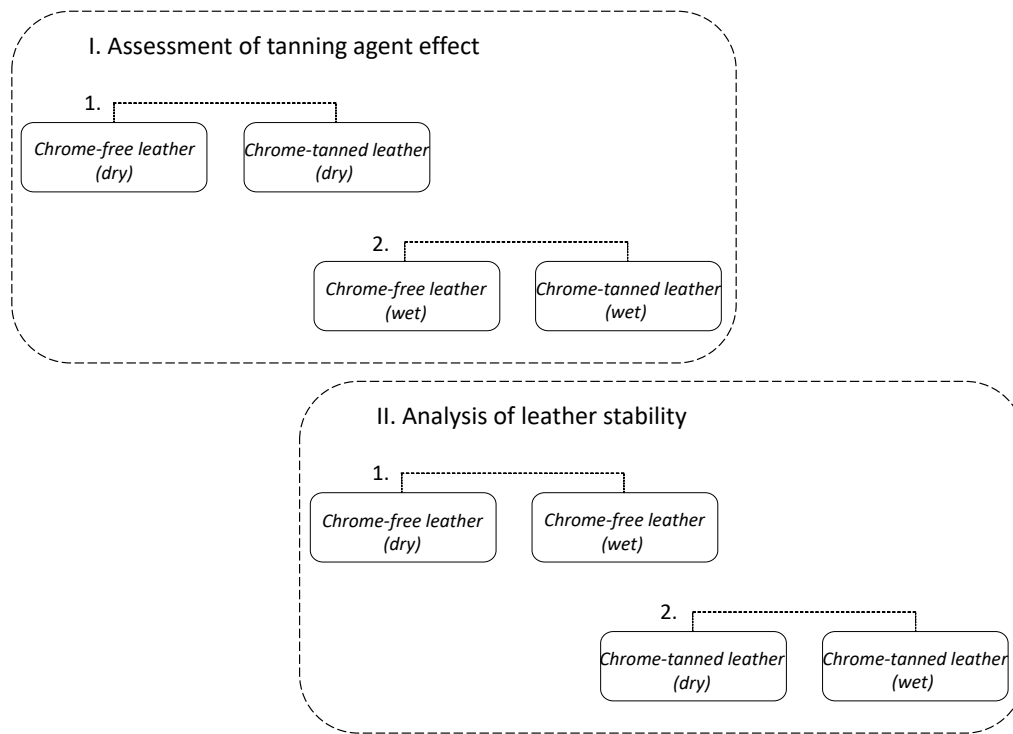 I. Assessment of tanning agent effect
1.
Chrome-free leather
(dry)
Chrome-tanned leather
(dry)
2.
Chrome-free leather
(wet)
Chrome-tanned leather
(wet)
II. Analysis of leather stability
1.
Chrome-free leather
(dry)
Chrome-free leather
(wet)
2.
Chrome-tanned leather
(dry)
Chrome-tanned leather
(wet)